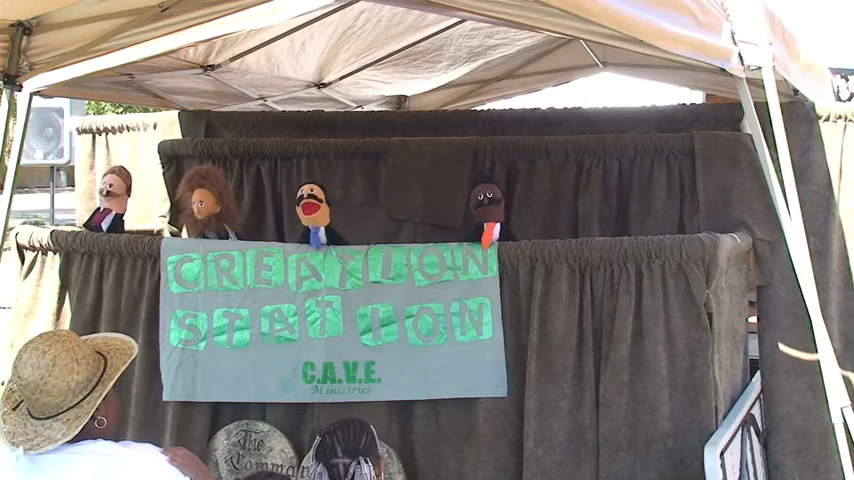 CREATION
STATION
C.A.V.E.
Ministries
The
Comman